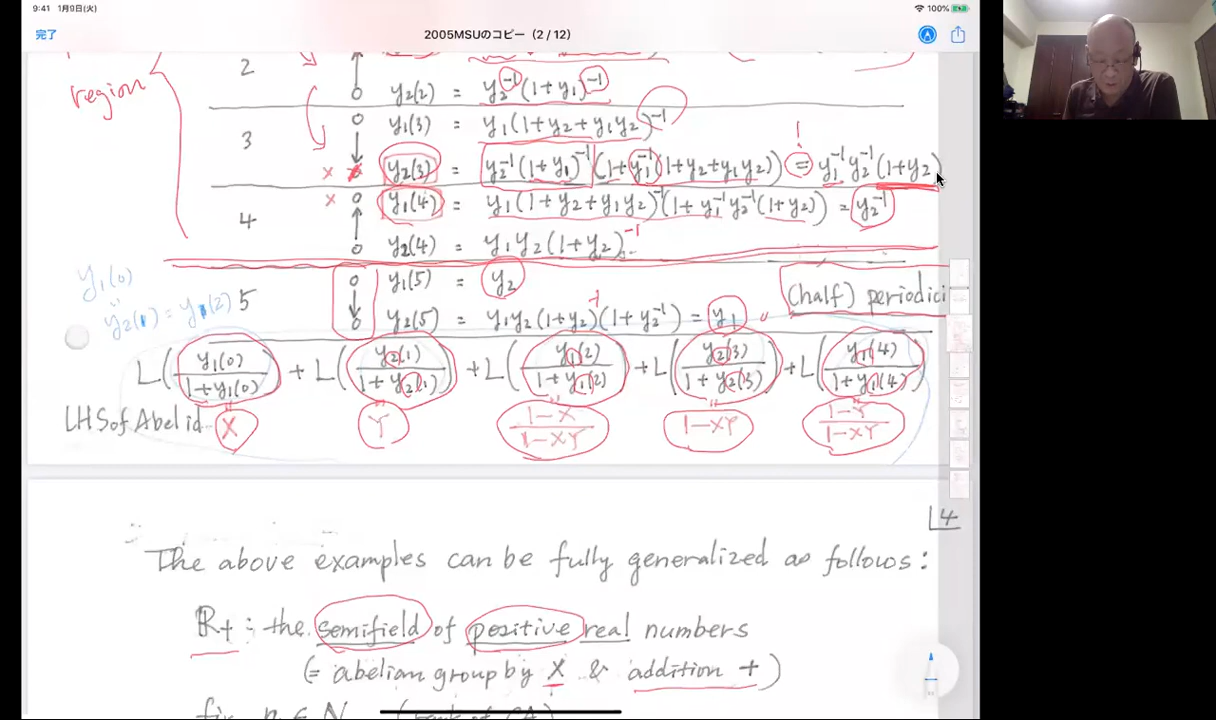 9:41 1月9日(火)
100%
完了
2005MSUのコピー (2 / 12)
region
2
y₂(2) = y₂⁻¹(1+y₁)⁻¹
3
y₁(3) = y₁(1+y₂+y₁y₂)⁻¹
!
x
y₂(3) = y₂⁻¹(1+y₁)⁻¹(1+y₁⁻¹)(1+y₂+y₁y₂)) = y₁⁻¹y₂⁻¹(1+y₂)
x
4
y₁(4) = y₁(1+y₂+y₁y₂)⁻¹(1+y₁⁻¹y₂⁻¹(1+y₂)) = y₂⁻¹
y₂(4) = y₁y₂(1+y₂)⁻¹
y₁(0)
y₂(1) = y₁(2)
5
y₁(5) = y₂
(half) periodici
y₂(5) = y₁y₂(1+y₂)⁻¹(1+y₂⁻¹) = y₁
L(y₁(0)/1+y₁(0)) + L(y₂(1)/1+y₂(1)) + L(y₁(2)/1+y₁(2)) + L(y₂(3)/1+y₂(3)) + L(y₁(4)/1+y₁(4))
LHS of Abel id. X Y 1-X/1-XY 1-XY 1-Y/1-XY
4
The above examples can be fully generalized as follows:
R+ : the semifield of positive real numbers
(= abelian group by × & addition +)
fix n ∈ N